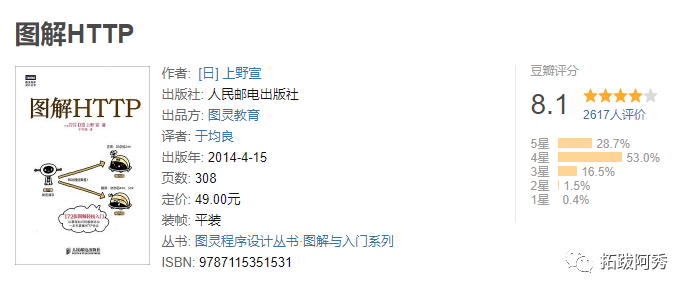 图解HTTP
图解HTTP
作者: [日] 上野宣
出版社: 人民邮电出版社
出品方: 图灵教育
译者: 于均良
出版年: 2014-4-15
页数: 308
定价: 49.00元
装帧: 平装
丛书: 图灵程序设计丛书·图解与入门系列
ISBN: 9787115351531
豆瓣评分
8.1
2617人评价
5星 28.7%
4星 53.0%
3星 16.5%
2星 1.5%
1星 0.4%
拓跋阿秀